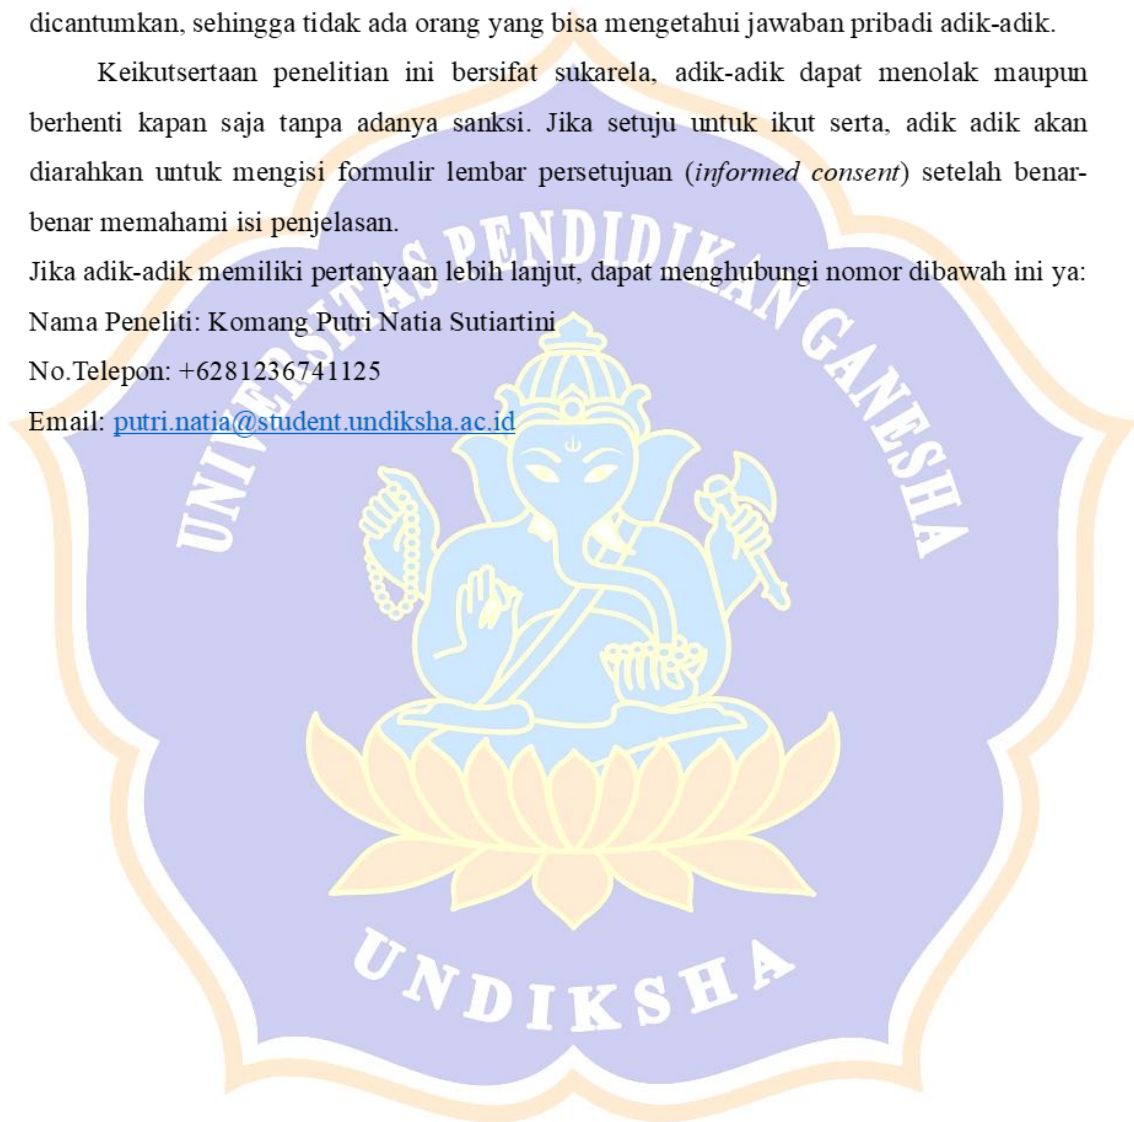 dicantumkan, sehingga tidak ada orang yang bisa mengetahui jawaban pribadi adik-adik.
Keikutsertaan penelitian ini bersifat sukarela, adik-adik dapat menolak maupun
berhenti kapan saja tanpa adanya sanksi. Jika setuju untuk ikut serta, adik adik akan
diarahkan untuk mengisi formulir lembar persetujuan (informed consent) setelah benar-
benar memahami isi penjelasan.
Jika adik-adik memiliki pertanyaan lebih lanjut, dapat menghubungi nomor dibawah ini ya:
Nama Peneliti: Komang Putri Natia Sutiartini
No.Telepon: +6281236741125
Email: putri.natia@student.undiksha.ac.id
UNIVERSITAS PENDIDIKAN GANESHA
UNDIKSHA